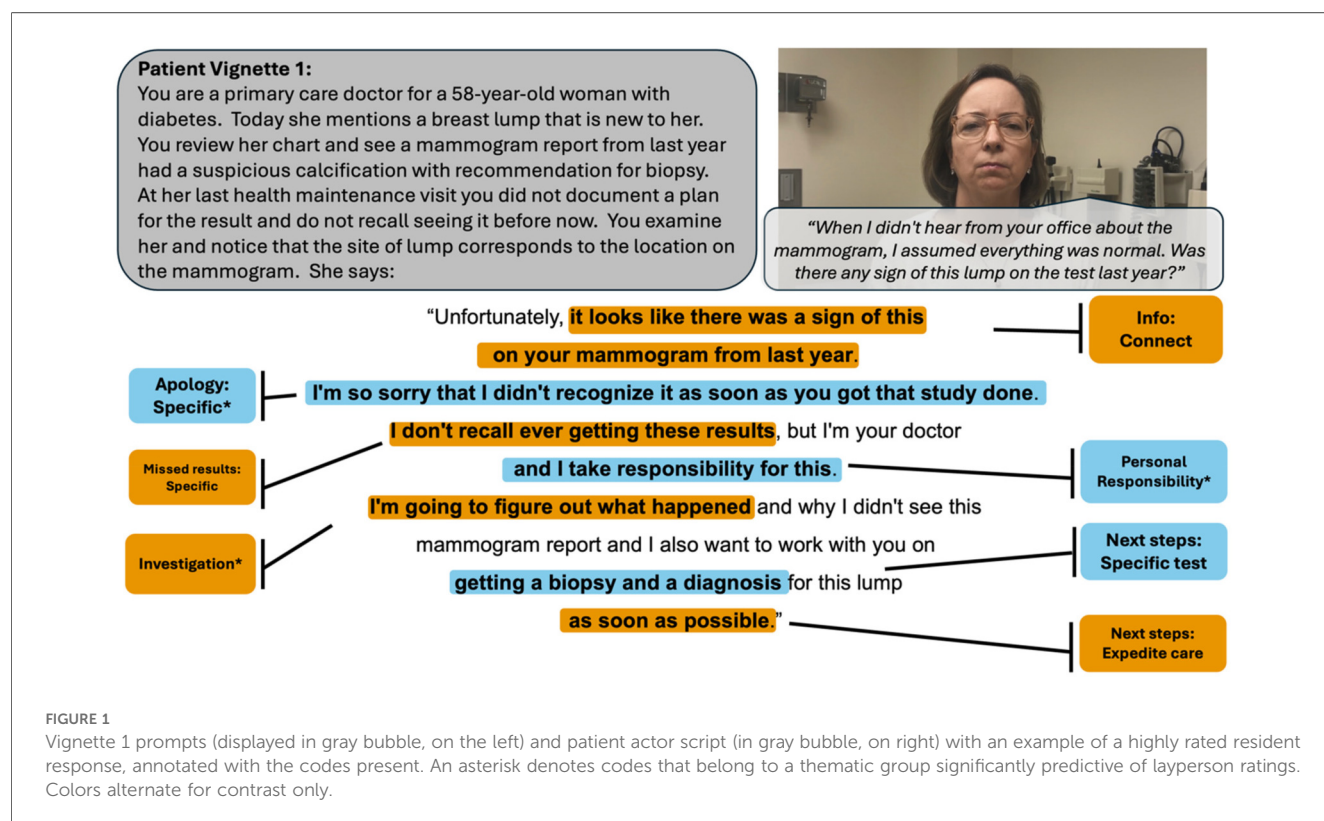 Patient Vignette 1:
You are a primary care doctor for a 58-year-old woman with
diabetes.  Today she mentions a breast lump that is new to her.
You review her chart and see a mammogram report from last year
had a suspicious calcification with recommendation for biopsy.
At her last health maintenance visit you did not document a plan
for the result and do not recall seeing it before now.  You examine
her and notice that the site of lump corresponds to the location on
the mammogram.  She says:
“When I didn't hear from your office about the
mammogram, I assumed everything was normal. Was
there any sign of this lump on the test last year?”
“Unfortunately, it looks like there was a sign of this
on your mammogram from last year.
Info:
Connect
Apology:
Specific*
I'm so sorry that I didn't recognize it as soon as you got that study done.
I don't recall ever getting these results, but I'm your doctor
Missed results:
Specific
and I take responsibility for this.
Personal
Responsibility*
I'm going to figure out what happened and why I didn't see this
Investigation*
mammogram report and I also want to work with you on
Next steps:
Specific test
getting a biopsy and a diagnosis for this lump
as soon as possible.”
Next steps:
Expedite care
FIGURE 1
Vignette 1 prompts (displayed in gray bubble, on the left) and patient actor script (in gray bubble, on right) with an example of a highly rated resident
response, annotated with the codes present. An asterisk denotes codes that belong to a thematic group significantly predictive of layperson ratings.
Colors alternate for contrast only.